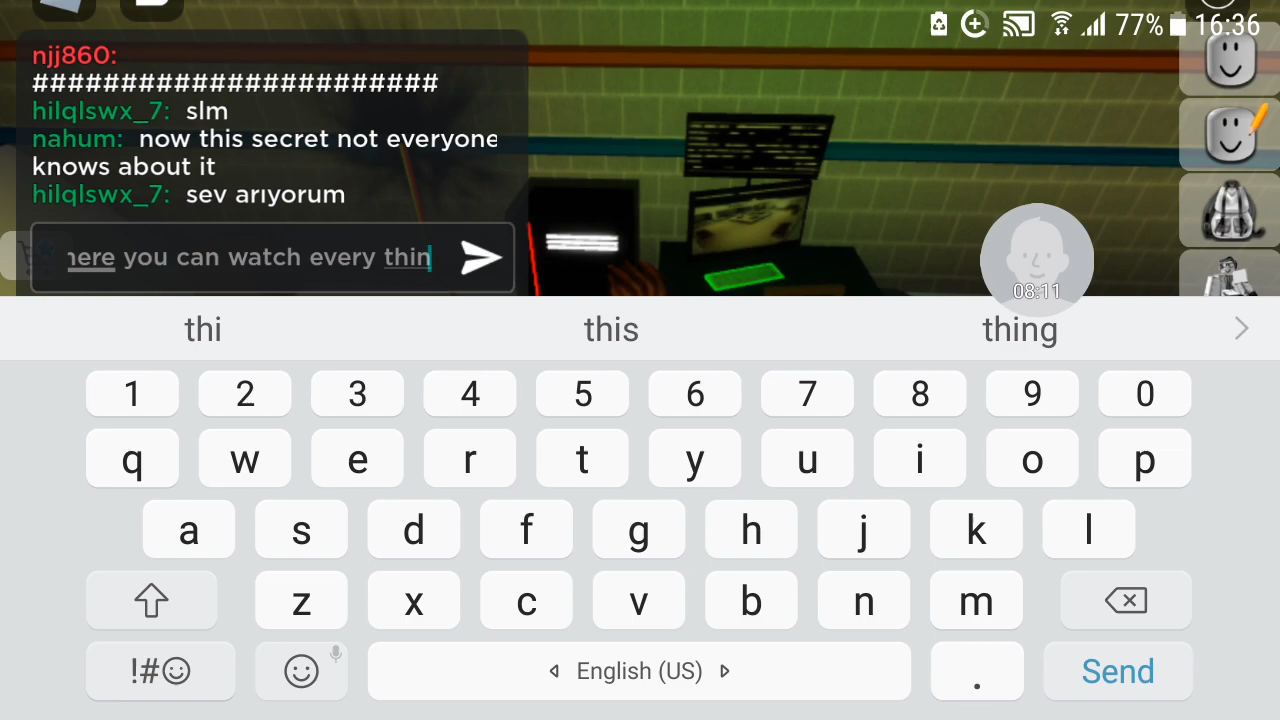 77% 16:36
njj860:
#######################
hilqlswx_7: slm
nahum: now this secret not everyone
knows about it
hilqlswx_7: sev arıyorum
here you can watch every thin
08:11
thi this thing
1 2 3 4 5 6 7 8 9 0
q w e r t y u i o p
a s d f g h j k l
z x c v b n m
!#☺ English (US) . Send